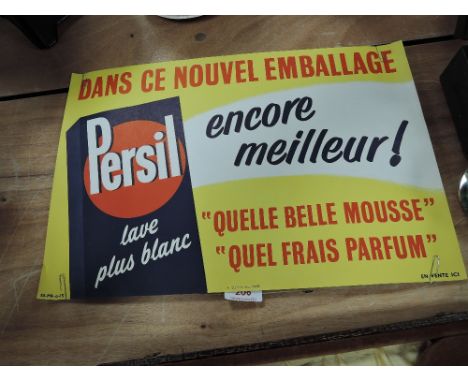 DANS CE NOUVEL EMBALLAGE
Persil
lave
plus blanc
encore
meilleur!
"QUELLE BELLE MOUSSE"
"QUEL FRAIS PARFUM"
EN VENTE ICI
206